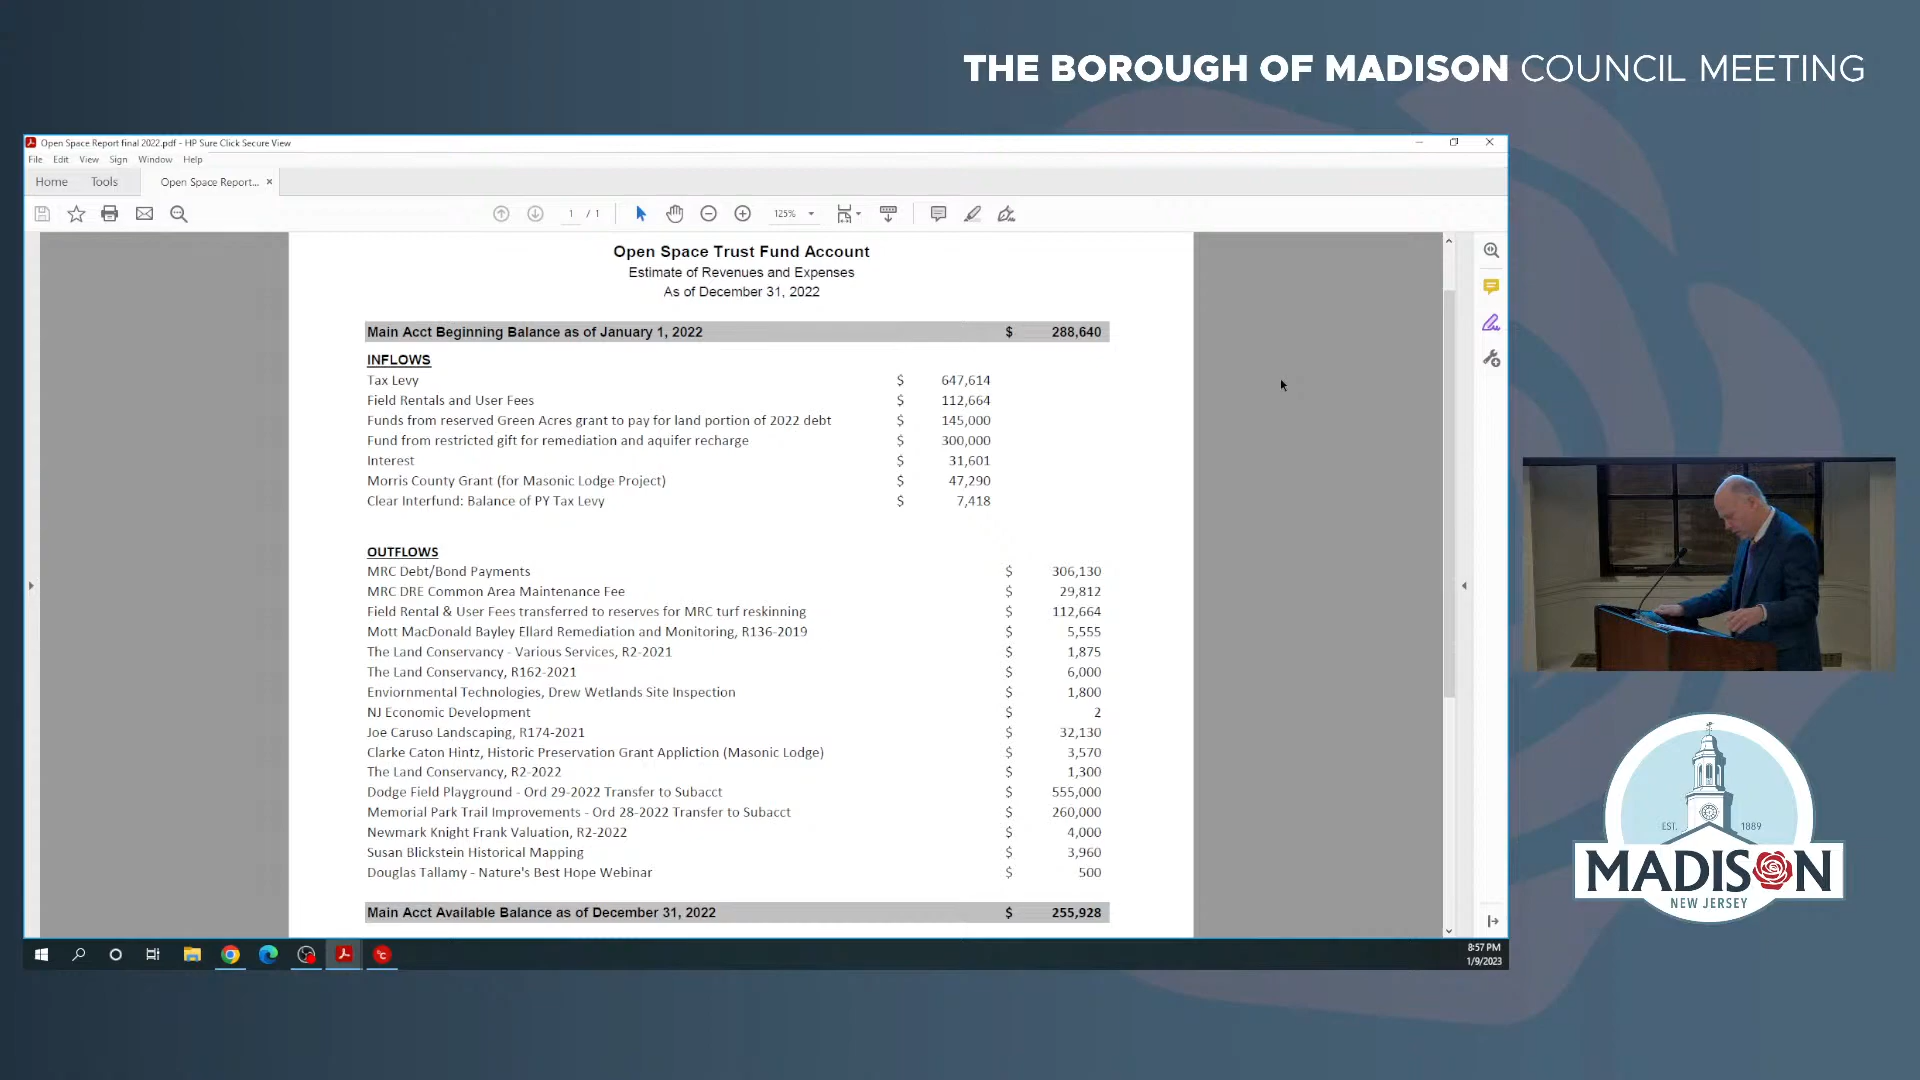 THE BOROUGH OF MADISON COUNCIL MEETING
Open Space Report final 2022.pdf - HP Sure Click Secure View
File Edit View Sign Window Help
Home Tools Open Space Report... ×
1 / 1 125%
Open Space Trust Fund Account
Estimate of Revenues and Expenses
As of December 31, 2022
Main Acct Beginning Balance as of January 1, 2022 $ 288,640
INFLOWS
Tax Levy $ 647,614
Field Rentals and User Fees $ 112,664
Funds from reserved Green Acres grant to pay for land portion of 2022 debt $ 145,000
Fund from restricted gift for remediation and aquifer recharge $ 300,000
Interest $ 31,601
Morris County Grant (for Masonic Lodge Project) $ 47,290
Clear Interfund: Balance of PY Tax Levy $ 7,418
OUTFLOWS
MRC Debt/Bond Payments $ 306,130
MRC DRE Common Area Maintenance Fee $ 29,812
Field Rental & User Fees transferred to reserves for MRC turf reskinning $ 112,664
Mott MacDonald Bayley Ellard Remediation and Monitoring, R136-2019 $ 5,555
The Land Conservancy - Various Services, R2-2021 $ 1,875
The Land Conservancy, R162-2021 $ 6,000
Enviornmental Technologies, Drew Wetlands Site Inspection $ 1,800
NJ Economic Development $ 2
Joe Caruso Landscaping, R174-2021 $ 32,130
Clarke Caton Hintz, Historic Preservation Grant Appliction (Masonic Lodge) $ 3,570
The Land Conservancy, R2-2022 $ 1,300
Dodge Field Playground - Ord 29-2022 Transfer to Subacct $ 555,000
Memorial Park Trail Improvements - Ord 28-2022 Transfer to Subacct $ 260,000
Newmark Knight Frank Valuation, R2-2022 $ 4,000
Susan Blickstein Historical Mapping $ 3,960
Douglas Tallamy - Nature's Best Hope Webinar $ 500
Main Acct Available Balance as of December 31, 2022 $ 255,928
8:57 PM
1/9/2023
EST. 1889
MADISON
NEW JERSEY